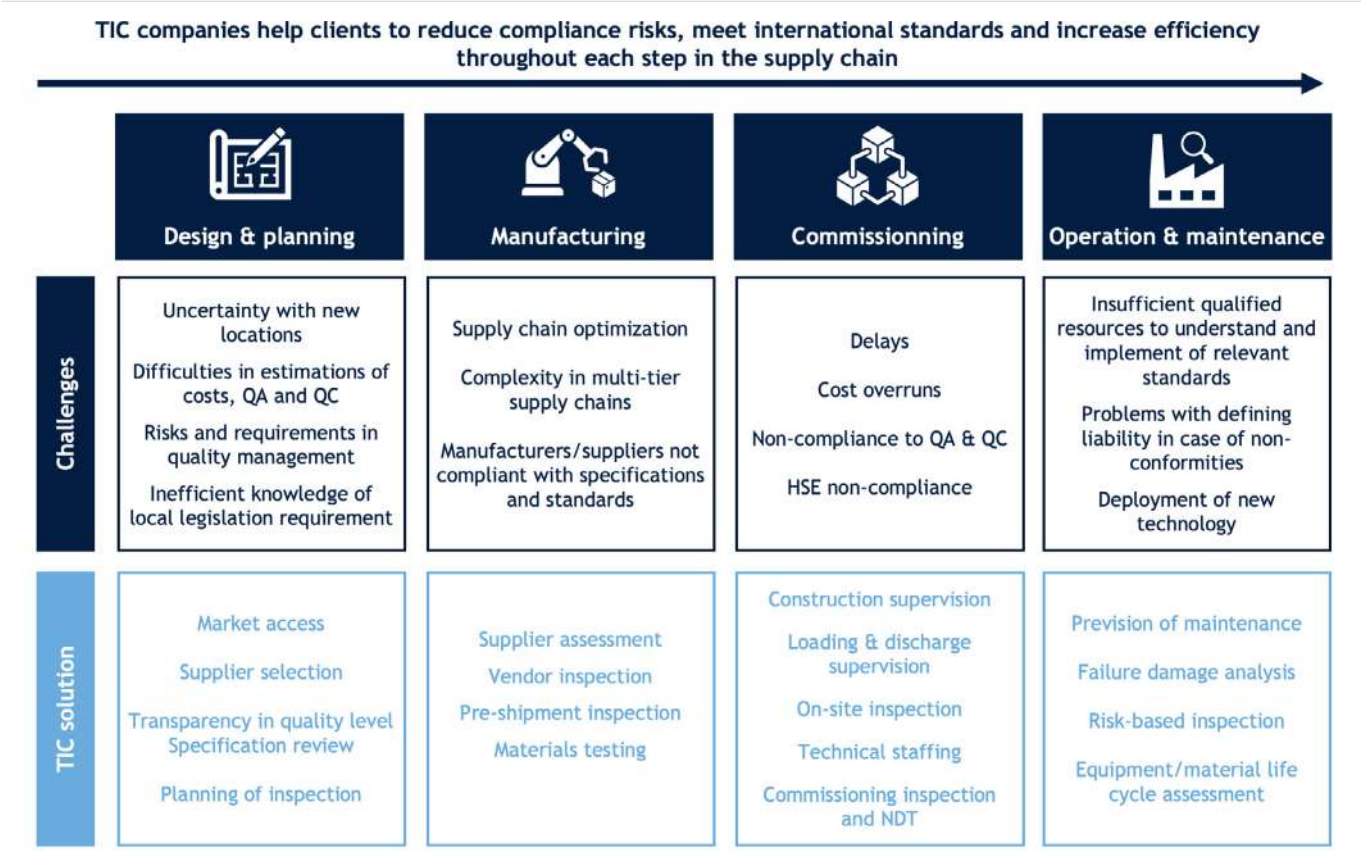 TIC companies help clients to reduce compliance risks, meet international standards and increase efficiency
throughout each step in the supply chain
Design & planning
Manufacturing
Commissionning
Operation & maintenance
Challenges
Uncertainty with new
locations
Difficulties in estimations of
costs, QA and QC
Risks and requirements in
quality management
Inefficient knowledge of
local legislation requirement
Supply chain optimization
Complexity in multi-tier
supply chains
Manufacturers/suppliers not
compliant with specifications
and standards
Delays
Cost overruns
Non-compliance to QA & QC
HSE non-compliance
Insufficient qualified
resources to understand and
implement of relevant
standards
Problems with defining
liability in case of non-
conformities
Deployment of new
technology
TIC solution
Market access
Supplier selection
Transparency in quality level
Specification review
Planning of inspection
Supplier assessment
Vendor inspection
Pre-shipment inspection
Materials testing
Construction supervision
Loading & discharge
supervision
On-site inspection
Technical staffing
Commissioning inspection
and NDT
Prevision of maintenance
Failure damage analysis
Risk-based inspection
Equipment/material life
cycle assessment